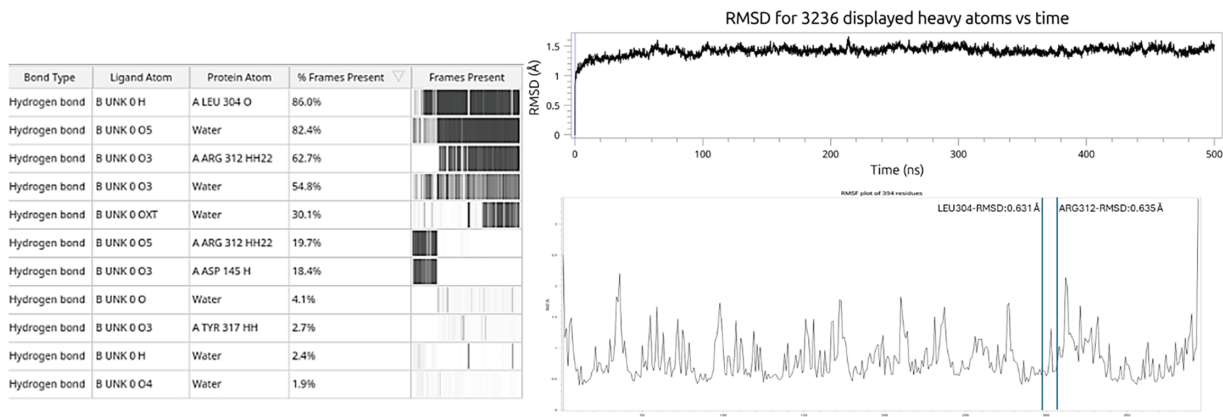 Bond Type Ligand Atom Protein Atom % Frames Present Frames Present
Hydrogen bond B UNK 0 H A LEU 304 O 86.0%
Hydrogen bond B UNK 0 O5 Water 82.4%
Hydrogen bond B UNK 0 O3 A ARG 312 HH22 62.7%
Hydrogen bond B UNK 0 O3 Water 54.8%
Hydrogen bond B UNK 0 OXT Water 30.1%
Hydrogen bond B UNK 0 O5 A ARG 312 HH22 19.7%
Hydrogen bond B UNK 0 O3 A ASP 145 H 18.4%
Hydrogen bond B UNK 0 O Water 4.1%
Hydrogen bond B UNK 0 O3 A TYR 317 HH 2.7%
Hydrogen bond B UNK 0 H Water 2.4%
Hydrogen bond B UNK 0 O4 Water 1.9%
RMSD for 3236 displayed heavy atoms vs time
RMSD (Å)
1.5
1
0.5
0
0 100 200 300 400 500
Time (ns)
RMSF plot of 394 residues
LEU304-RMSD:0.631Å ARG312-RMSD:0.635Å